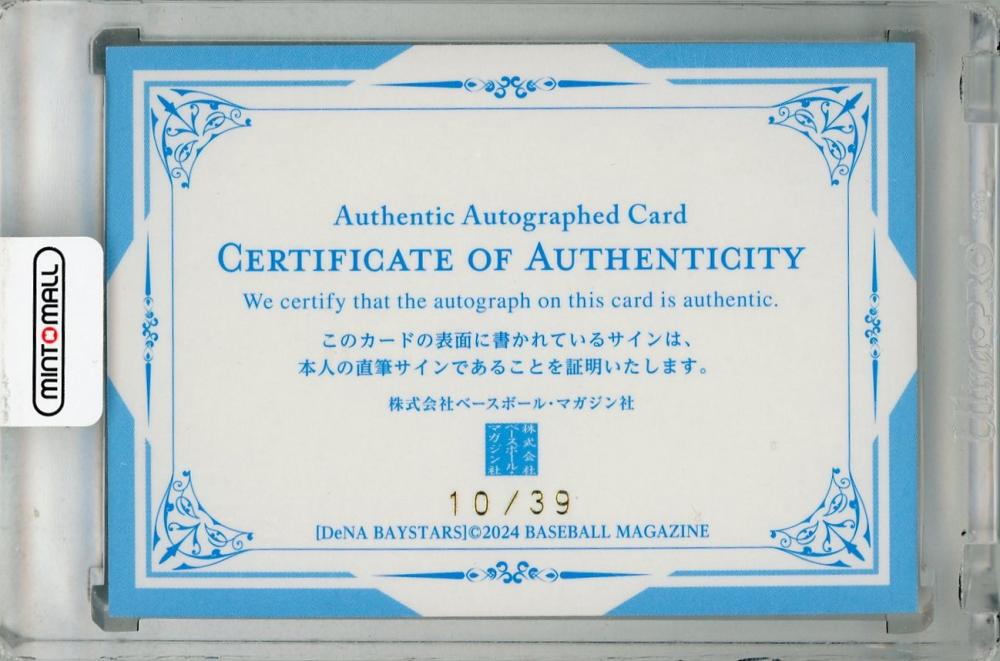 Authentic Autographed Card
CERTIFICATE OF AUTHENTICITY
We certify that the autograph on this card is authentic.
このカードの表面に書かれているサインは、
本人の直筆サインであることを証明いたします。
株式会社ベースボール・マガジン社
株式会社
ベースボール・
マガジン社
10/39
[DeNA BAYSTARS]©2024 BASEBALL MAGAZINE
MINTOMALL
UltraPRO